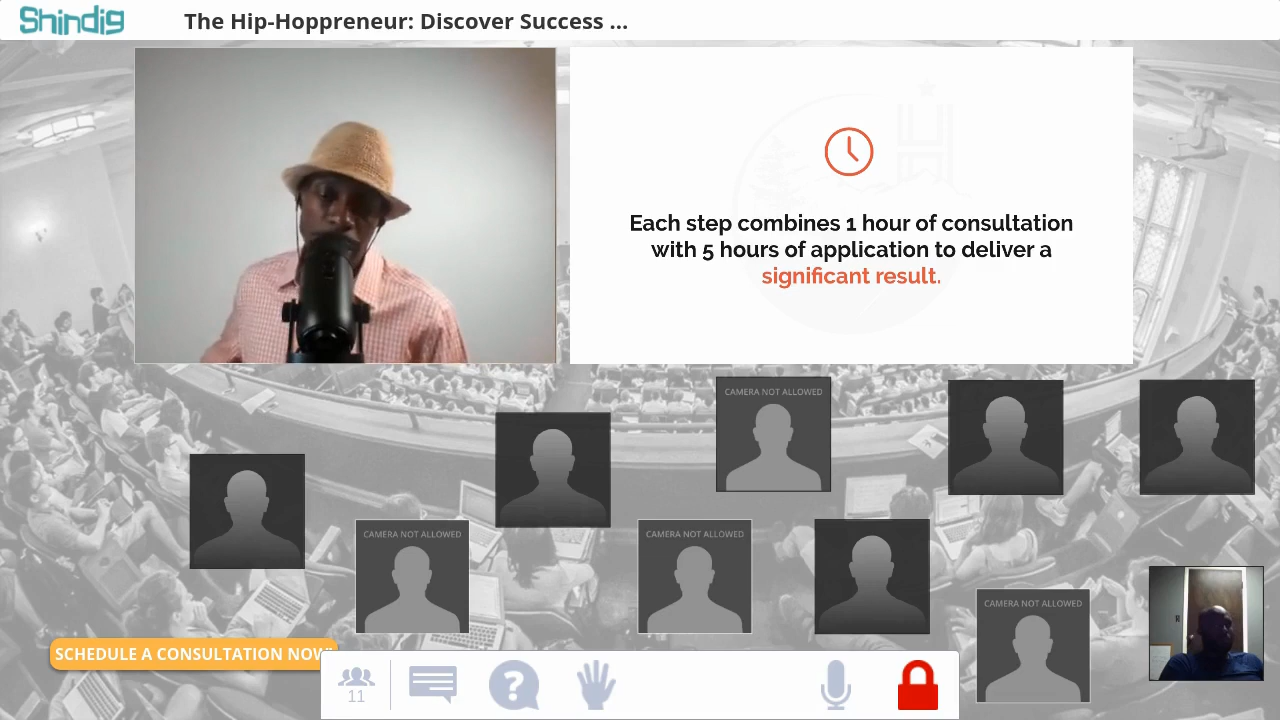 Shindig
The Hip-Hoppreneur: Discover Success ...
Each step combines 1 hour of consultation
with 5 hours of application to deliver a
significant result.
CAMERA NOT ALLOWED
CAMERA NOT ALLOWED
CAMERA NOT ALLOWED
CAMERA NOT ALLOWED
SCHEDULE A CONSULTATION NOW!
11
?